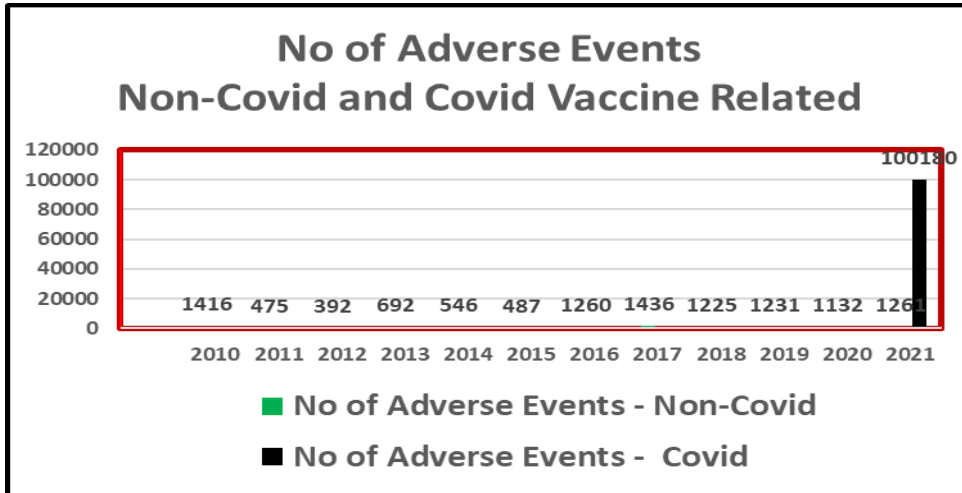 No of Adverse Events
Non-Covid and Covid Vaccine Related
120000
100180
100000
80000
60000
40000
20000
1416 475 392 692 546 487 1260 1436 1225 1231 1132 1261
0
2010 2011 2012 2013 2014 2015 2016 2017 2018 2019 2020 2021
No of Adverse Events - Non-Covid
No of Adverse Events - Covid